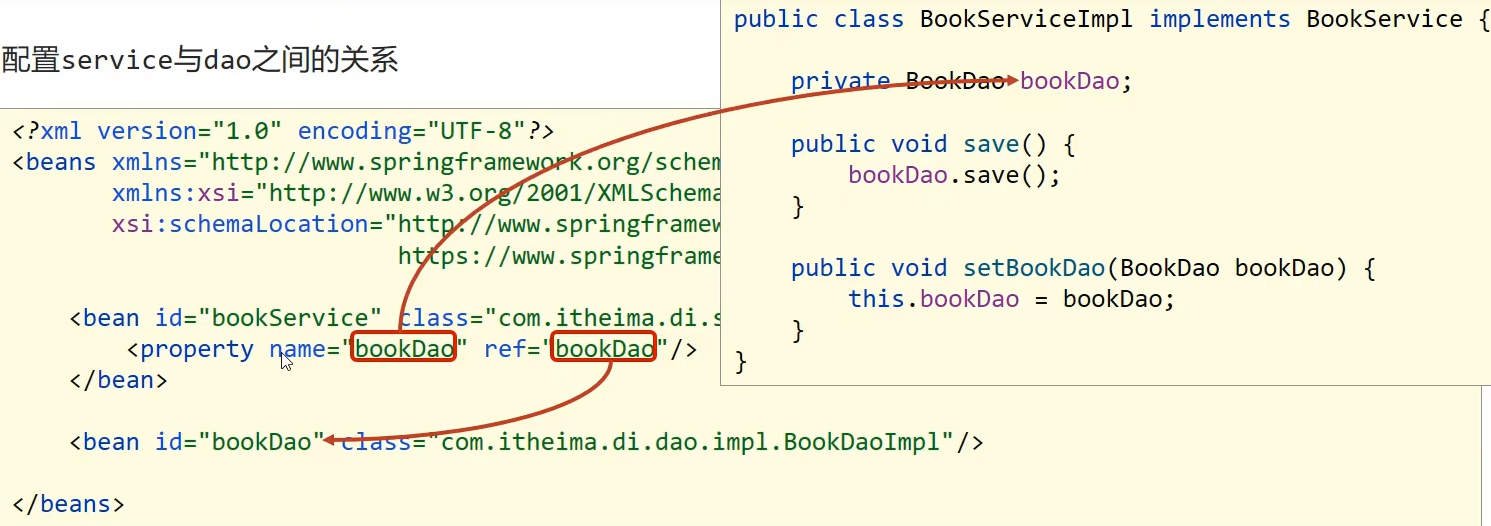 配置service与dao之间的关系
<?xml version="1.0" encoding="UTF-8"?>
<beans xmlns="http://www.springframework.org/schem
xmlns:xsi="http://www.w3.org/2001/XMLSchema
xsi:schemaLocation="http://www.springframew
https://www.springframe
<bean id="bookService" class="com.itheima.di.s
<property name="bookDao" ref="bookDao"/>
</bean>
<bean id="bookDao" class="com.itheima.di.dao.impl.BookDaoImpl"/>
</beans>
public class BookServiceImpl implements BookService {
private BookDao bookDao;
public void save() {
bookDao.save();
}
public void setBookDao(BookDao bookDao) {
this.bookDao = bookDao;
}
}